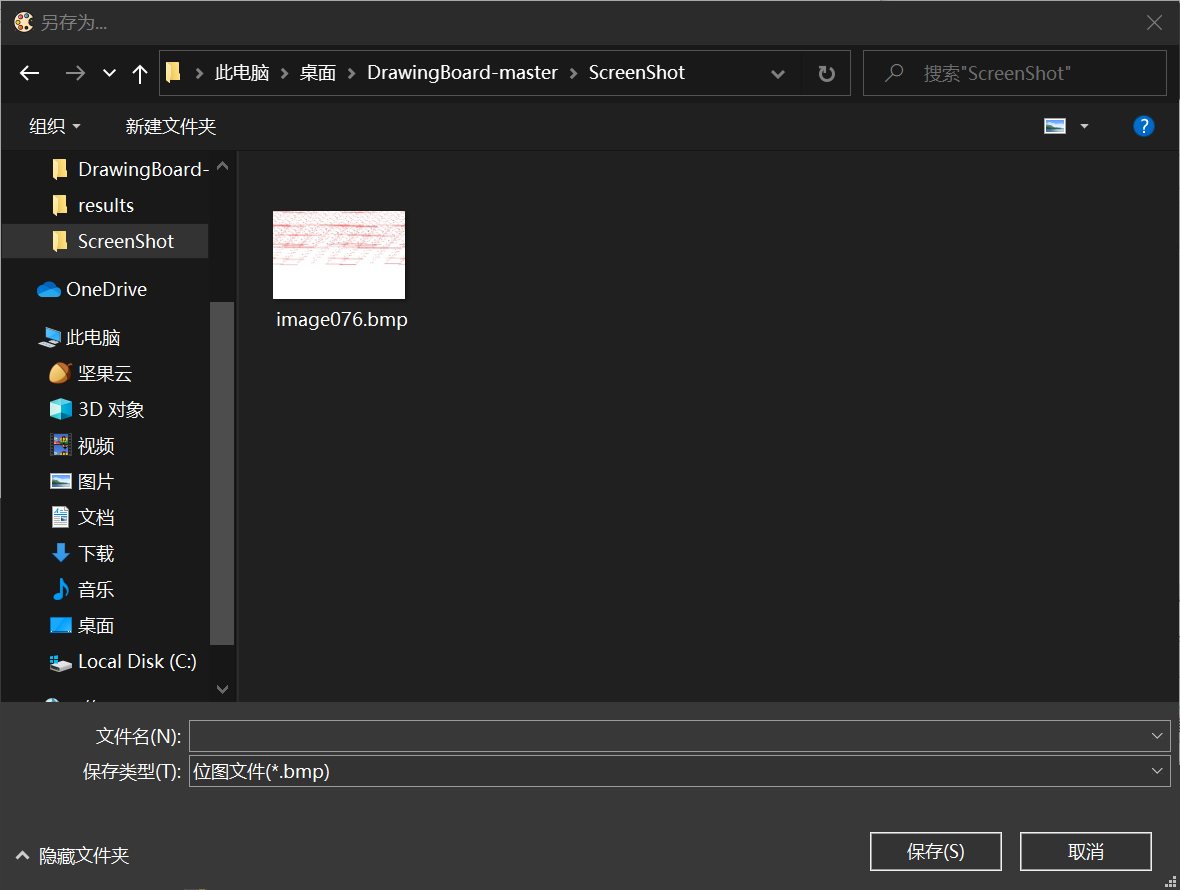 另存为...
此电脑 桌面 DrawingBoard-master ScreenShot
搜索"ScreenShot"
组织 新建文件夹
?
DrawingBoard-
results
ScreenShot
OneDrive
此电脑
坚果云
3D 对象
视频
图片
文档
下载
音乐
桌面
Local Disk (C:)
image076.bmp
文件名(N):
保存类型(T): 位图文件(*.bmp)
隐藏文件夹
保存(S) 取消